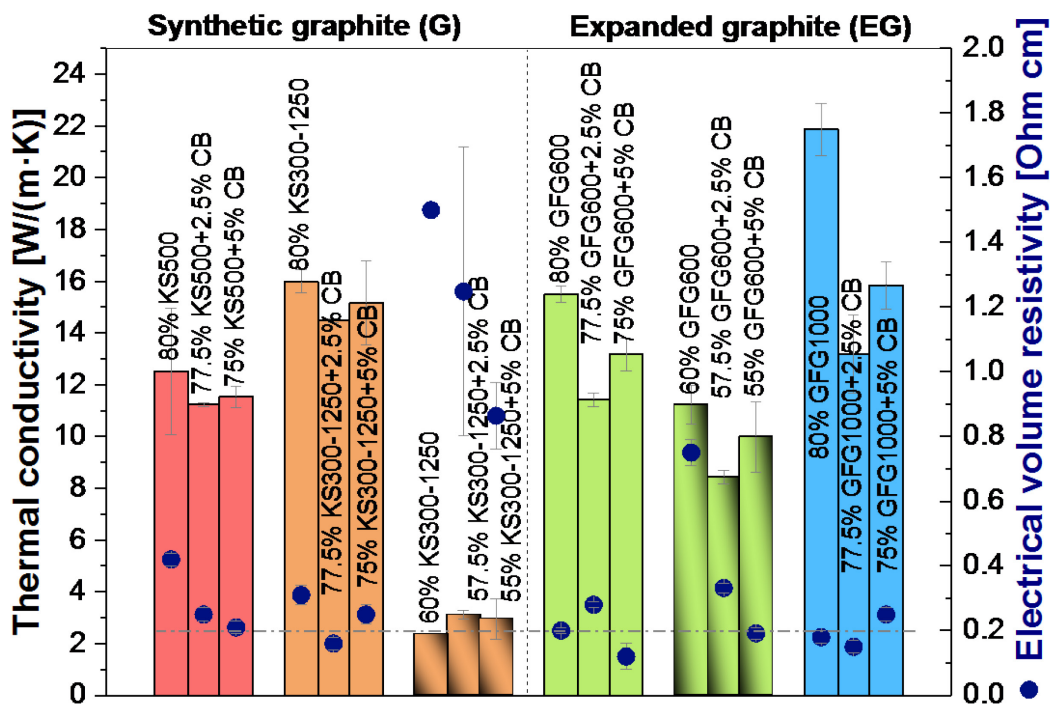 Synthetic graphite (G)
Expanded graphite (EG)
Thermal conductivity [W/(m·K]
24
22
20
18
16
14
12
10
8
6
4
2
0
80% KS500
77.5% KS500+2.5% CB
75% KS500+5% CB
80% KS300-1250
77.5% KS300-1250+2.5% CB
75% KS300-1250+5% CB
60% KS300-1250
57.5% KS300-1250+2.5% CB
55% KS300-1250+5% CB
80% GFG600
77.5% GFG600+2.5% CB
75% GFG600+5% CB
60% GFG600
57.5% GFG600+2.5% CB
55% GFG600+5% CB
80% GFG1000
77.5% GFG1000+2.5% CB
75% GFG1000+5% CB
2.0
1.8
1.6
1.4
1.2
1.0
0.8
0.6
0.4
0.2
0.0
Electrical volume resistivity [Ohm cm]